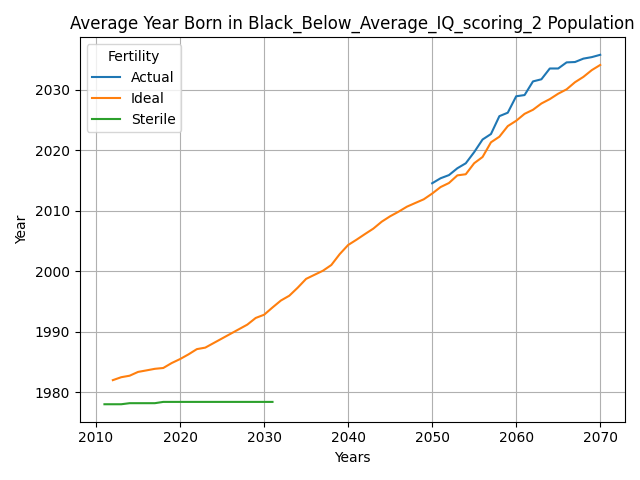 Average Year Born in Black_Below_Average_IQ_scoring_2 Population
Fertility
Actual
Ideal
Sterile
Year
2030
2020
2010
2000
1990
1980
2010 2020 2030 2040 2050 2060 2070
Years